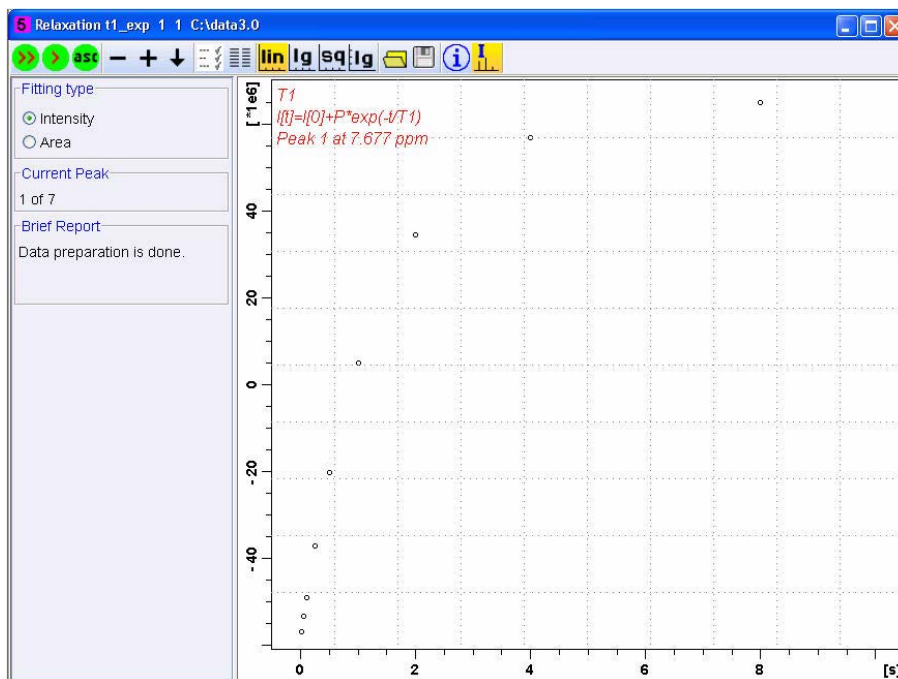 5 Relaxation t1_exp 1 1 C:\data3.0
>> > asc − + lin lg sq lg i I
Fitting type
Intensity
Area
Current Peak
1 of 7
Brief Report
Data preparation is done.
[*1e6]
T1
I[t]=I[0]+P*exp(-t/T1)
Peak 1 at 7.677 ppm
40
20
0
-20
-40
0 2 4 6 8 [s]